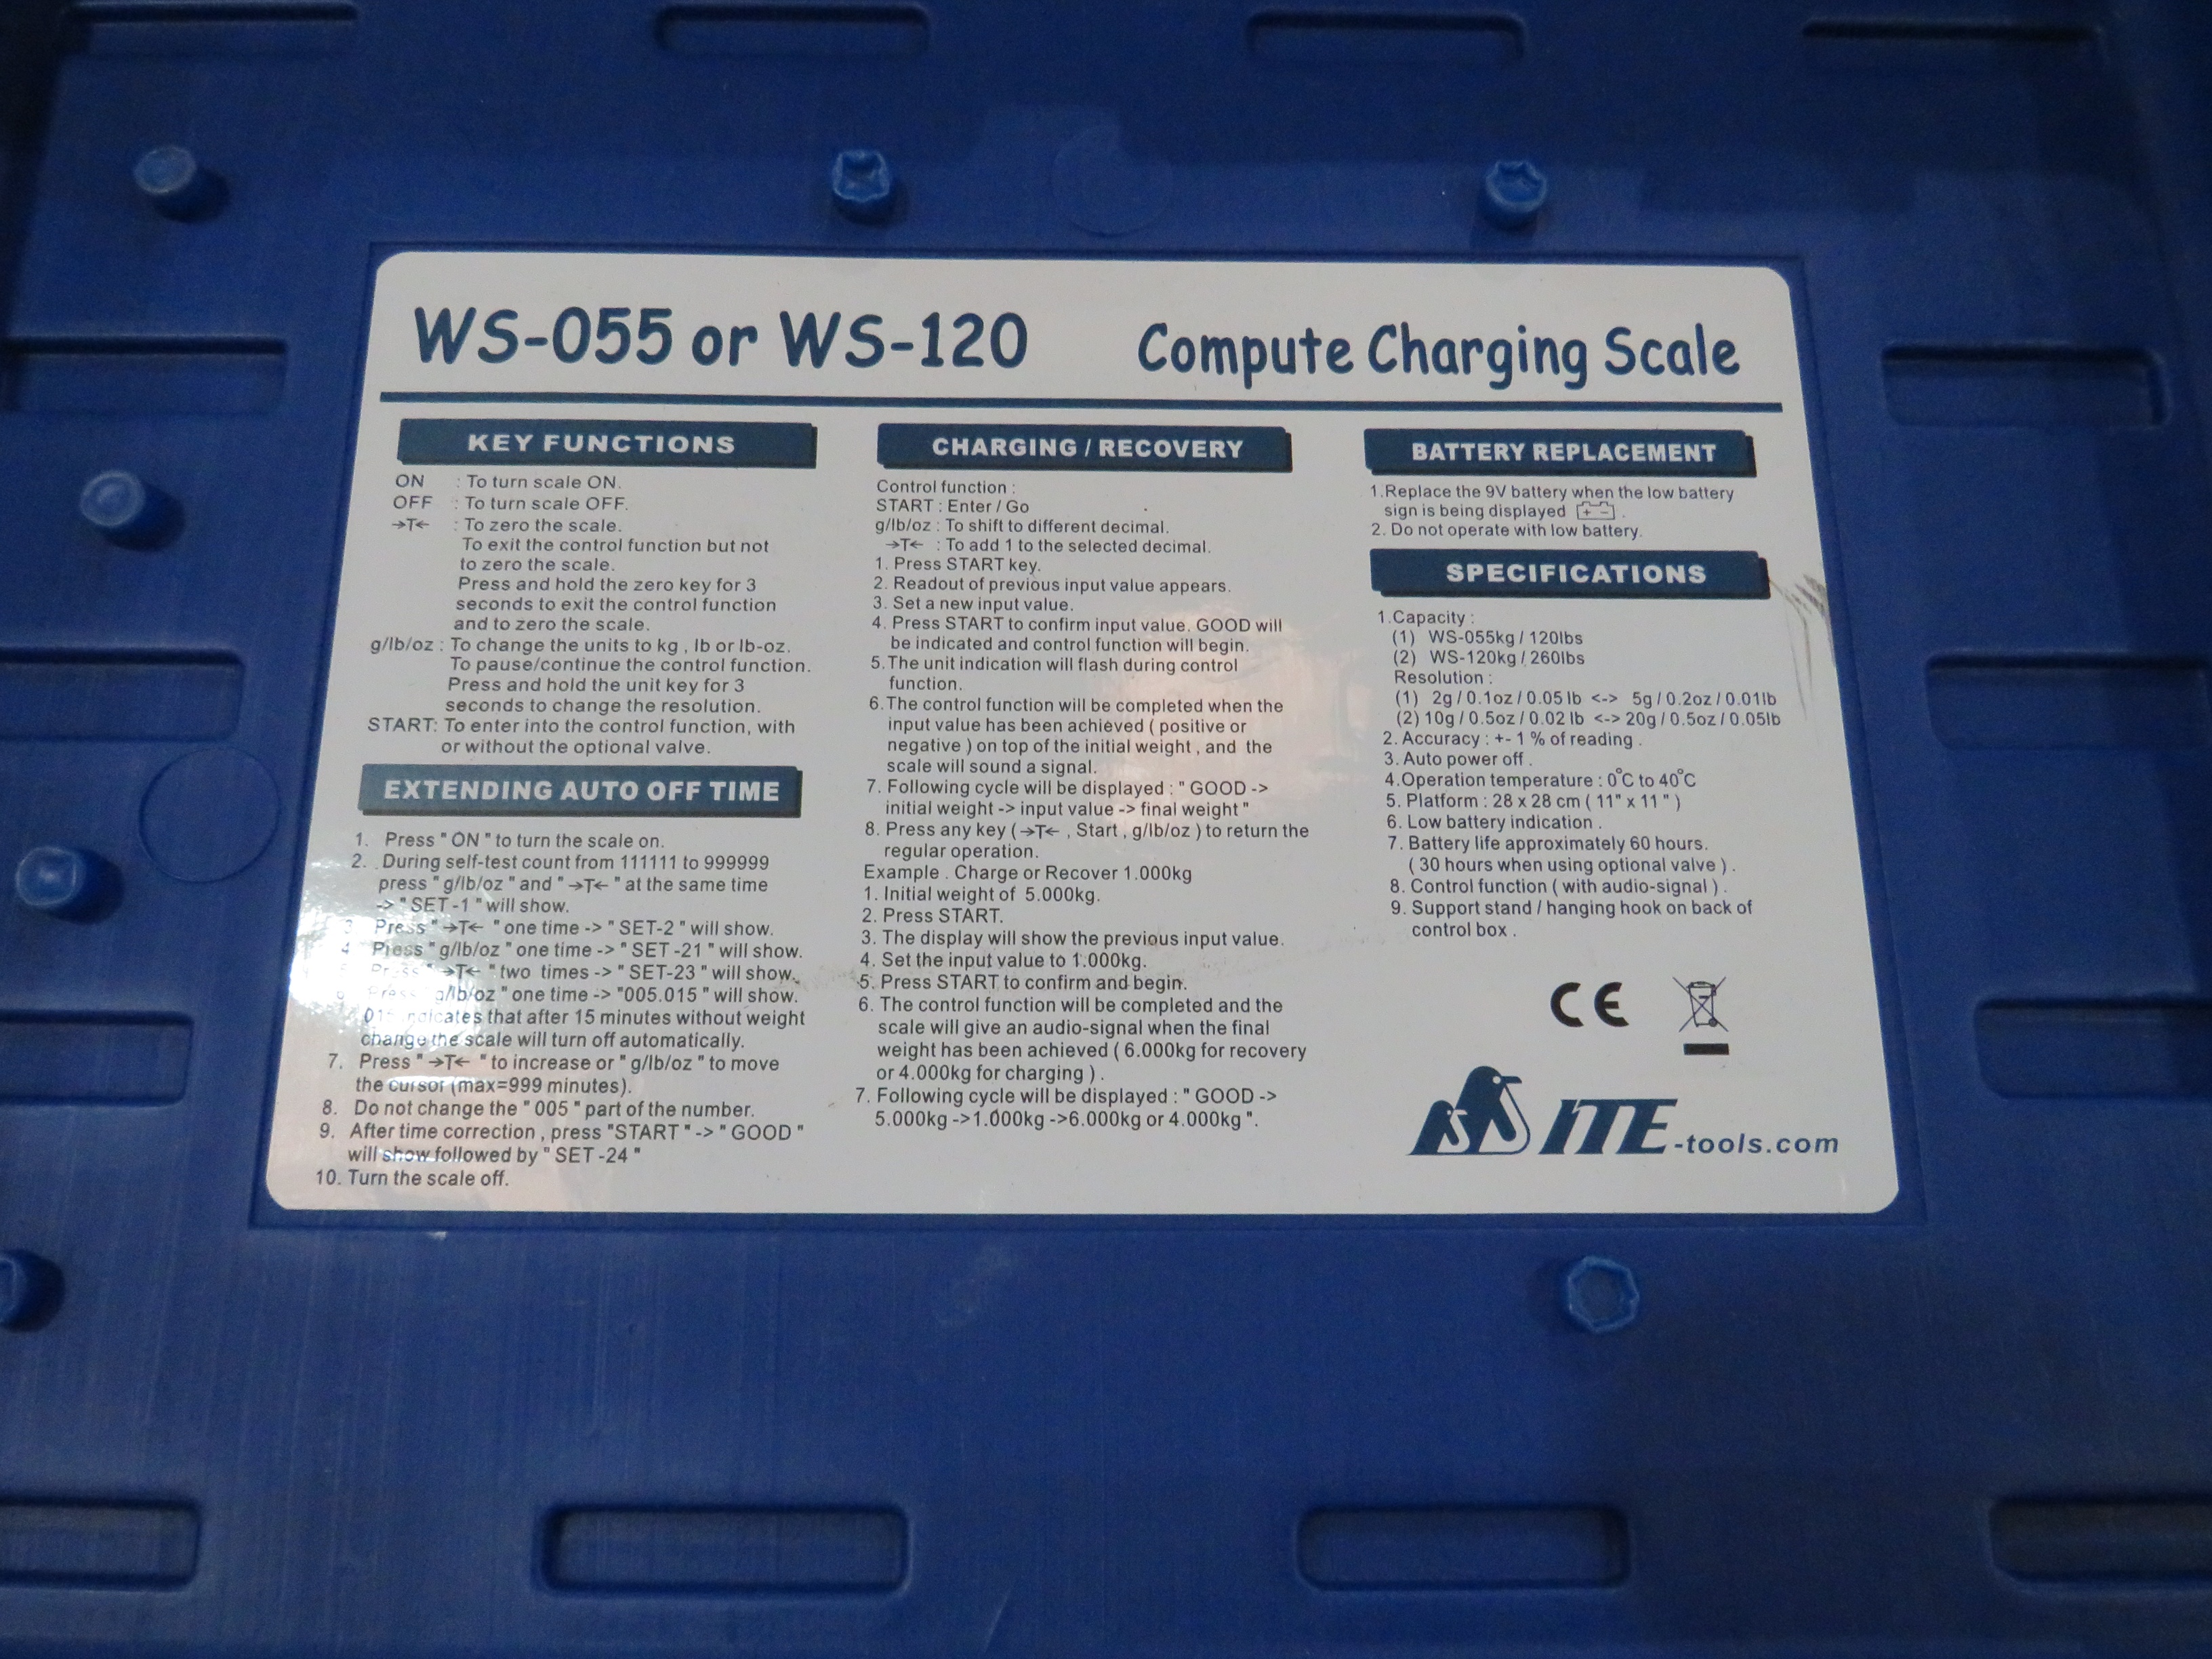 WS-055 or WS-120 Compute Charging Scale
KEY FUNCTIONS
ON : To turn scale ON.
OFF : To turn scale OFF.
→T← : To zero the scale.
To exit the control function but not
to zero the scale.
Press and hold the zero key for 3
seconds to exit the control function
and to zero the scale.
g/lb/oz : To change the units to kg , lb or lb-oz.
To pause/continue the control function.
Press and hold the unit key for 3
seconds to change the resolution.
START: To enter into the control function, with
or without the optional valve.
EXTENDING AUTO OFF TIME
1. Press " ON " to turn the scale on.
2. . During self-test count from 111111 to 999999
press " g/lb/oz " and " →T← " at the same time
-> " SET -1 " will show.
3. Press " →T← " one time -> " SET-2 " will show.
4. Press " g/lb/oz " one time -> " SET -21 " will show.
5. Press " →T← " two times -> " SET-23 " will show.
6. Press " g/lb/oz " one time -> "005.015 " will show.
015 indicates that after 15 minutes without weight
change the scale will turn off automatically.
7. Press " →T← " to increase or " g/lb/oz " to move
the cursor (max=999 minutes).
8. Do not change the " 005 " part of the number.
9. After time correction , press "START " -> " GOOD "
will show followed by " SET -24 "
10. Turn the scale off.
CHARGING / RECOVERY
Control function :
START : Enter / Go
g/lb/oz : To shift to different decimal.
→T← : To add 1 to the selected decimal.
1. Press START key.
2. Readout of previous input value appears.
3. Set a new input value.
4. Press START to confirm input value. GOOD will
be indicated and control function will begin.
5. The unit indication will flash during control
function.
6. The control function will be completed when the
input value has been achieved ( positive or
negative ) on top of the initial weight , and the
scale will sound a signal.
7. Following cycle will be displayed : " GOOD ->
initial weight -> input value -> final weight "
8. Press any key ( →T← , Start , g/lb/oz ) to return the
regular operation.
Example . Charge or Recover 1.000kg
1. Initial weight of 5.000kg.
2. Press START.
3. The display will show the previous input value.
4. Set the input value to 1.000kg.
5. Press START to confirm and begin.
6. The control function will be completed and the
scale will give an audio-signal when the final
weight has been achieved ( 6.000kg for recovery
or 4.000kg for charging ) .
7. Following cycle will be displayed : " GOOD ->
5.000kg ->1.000kg ->6.000kg or 4.000kg ".
BATTERY REPLACEMENT
1.Replace the 9V battery when the low battery
sign is being displayed + - .
2. Do not operate with low battery.
SPECIFICATIONS
1.Capacity :
(1) WS-055kg / 120lbs
(2) WS-120kg / 260lbs
Resolution :
(1) 2g / 0.1oz / 0.05 lb <-> 5g / 0.2oz / 0.01lb
(2) 10g / 0.5oz / 0.02 lb <-> 20g / 0.5oz / 0.05lb
2. Accuracy : +- 1 % of reading .
3. Auto power off .
4.Operation temperature : 0°C to 40°C
5. Platform : 28 x 28 cm ( 11" x 11 " )
6. Low battery indication .
7. Battery life approximately 60 hours.
( 30 hours when using optional valve ) .
8. Control function ( with audio-signal ) .
9. Support stand / hanging hook on back of
control box .
CE
ITE-tools.com